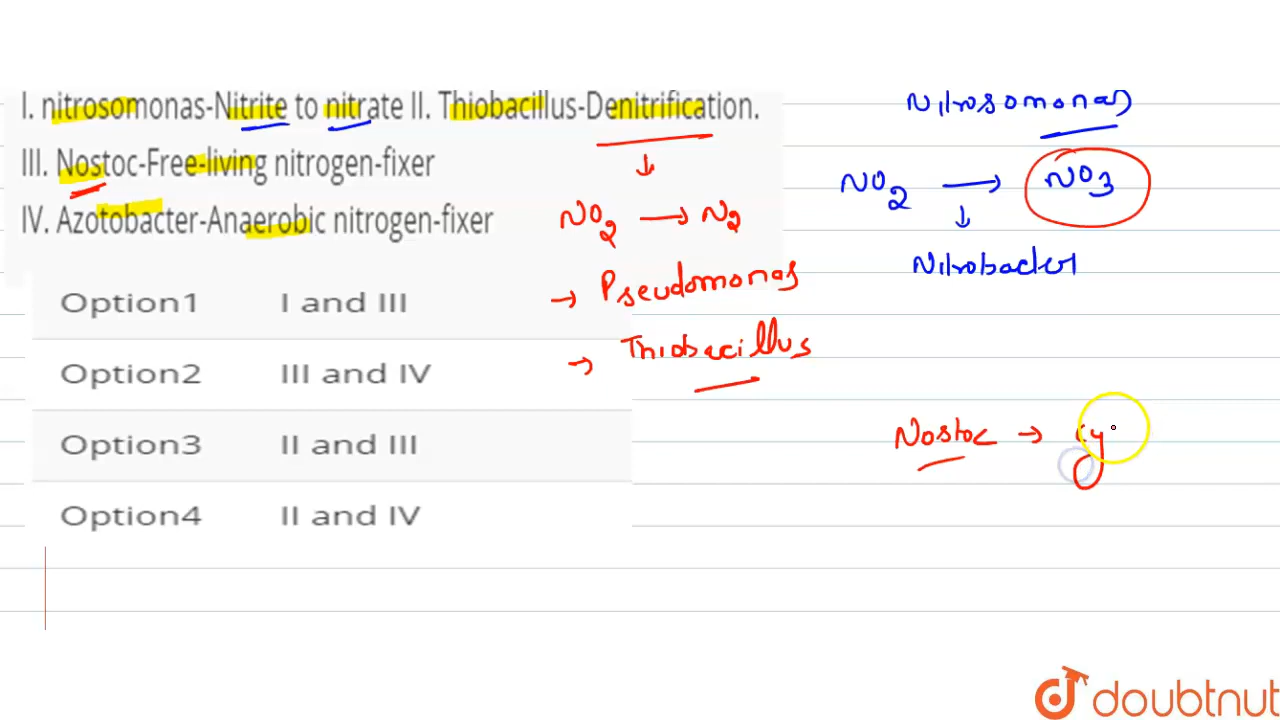 I. nitrosomonas-Nitrite to nitrate II. Thiobacillus-Denitrification.
III. Nostoc-Free-living nitrogen-fixer
IV. Azotobacter-Anaerobic nitrogen-fixer
Option1 I and III
Option2 III and IV
Option3 II and III
Option4 II and IV
NO2 → N2
→ Pseudomonas
→ Thiobacillus
Nitrosomonas
NO2 → NO3
↓
Nitrobacter
Nostoc → cy
doubtnut